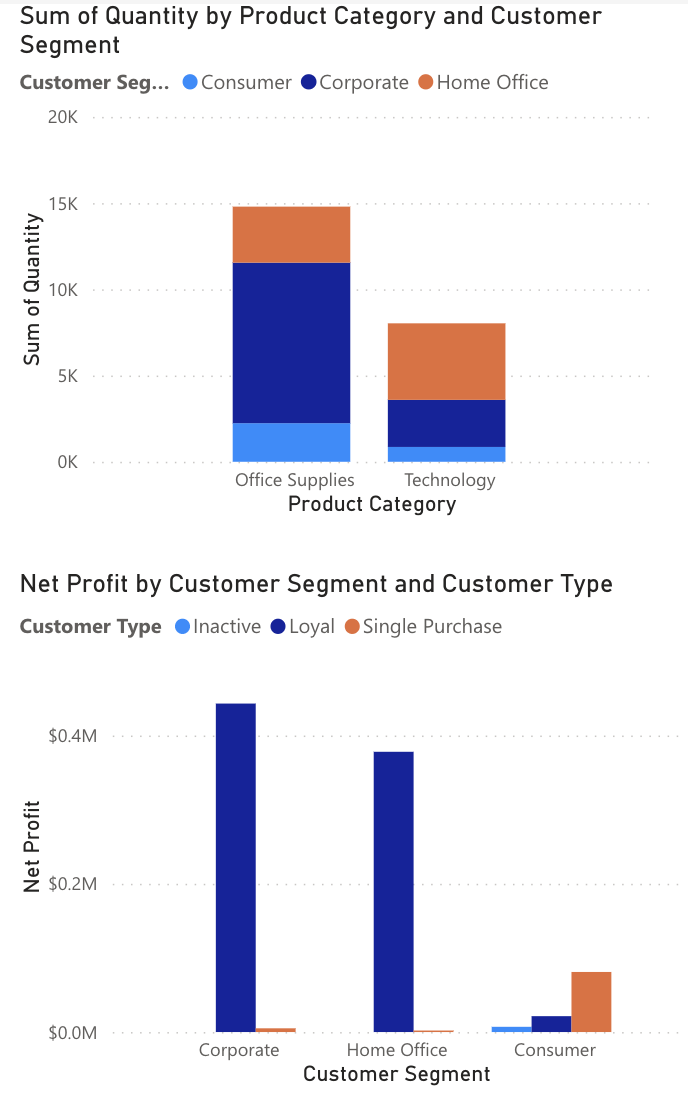 Sum of Quantity by Product Category and Customer
Segment
Customer Seg... Consumer Corporate Home Office
20K
15K
10K
5K
0K
Sum of Quantity
Office Supplies Technology
Product Category
Net Profit by Customer Segment and Customer Type
Customer Type Inactive Loyal Single Purchase
$0.4M
$0.2M
$0.0M
Net Profit
Corporate Home Office Consumer
Customer Segment